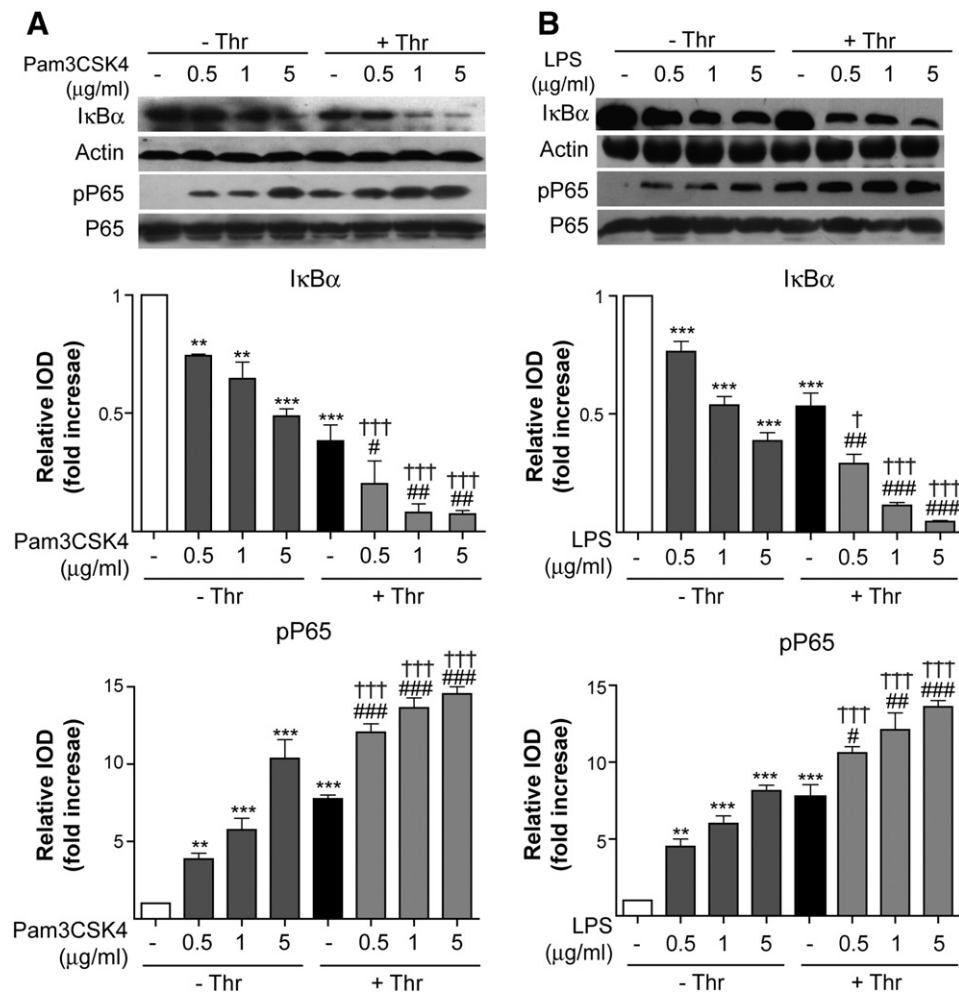 A
- Thr + Thr
Pam3CSK4 - 0.5 1 5 - 0.5 1 5
(µg/ml)
IκBα
Actin
pP65
P65
IκBα
Relative IOD
(fold incresae)
1
0.5
** ** *** *** ††† ††† †††
# ## ##
Pam3CSK4 - 0.5 1 5 - 0.5 1 5
(µg/ml)
- Thr + Thr
pP65
Relative IOD
(fold incresae)
15
10
5
** *** *** *** ††† ††† †††
### ### ###
Pam3CSK4 - 0.5 1 5 - 0.5 1 5
(µg/ml)
- Thr + Thr
B
- Thr + Thr
LPS - 0.5 1 5 - 0.5 1 5
(µg/ml)
IκBα
Actin
pP65
P65
IκBα
Relative IOD
(fold incresae)
1
0.5
*** *** *** *** † ††† †††
## ### ###
LPS - 0.5 1 5 - 0.5 1 5
(µg/ml)
- Thr + Thr
pP65
Relative IOD
(fold incresae)
15
10
5
** *** *** *** ††† ††† †††
# ## ###
LPS - 0.5 1 5 - 0.5 1 5
(µg/ml)
- Thr + Thr